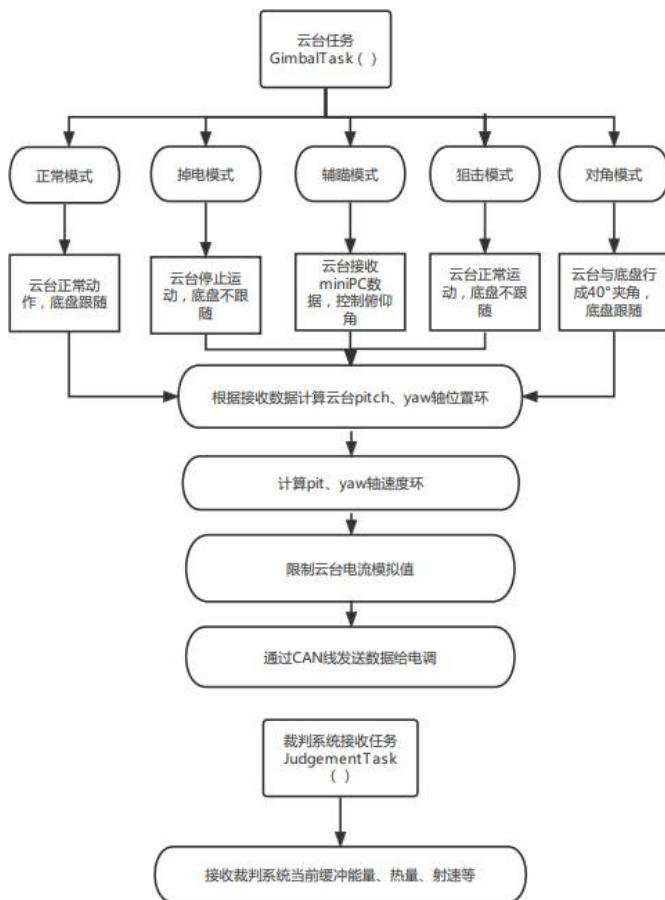 云台任务
GimbalTask（ ）
正常模式
掉电模式
辅瞄模式
狙击模式
对角模式
云台正常动
作，底盘跟随
云台停止运
动，底盘不跟
随
云台接收
miniPC数
据，控制俯仰
角
云台正常运
动，底盘不跟
随
云台与底盘行
成40°夹角，
底盘跟随
根据接收数据计算云台pitch、yaw轴位置环
计算pit、yaw轴速度环
限制云台电流模拟值
通过CAN线发送数据给电调
裁判系统接收任务
JudgementTask
（ ）
接收裁判系统当前缓冲能量、热量、射速等